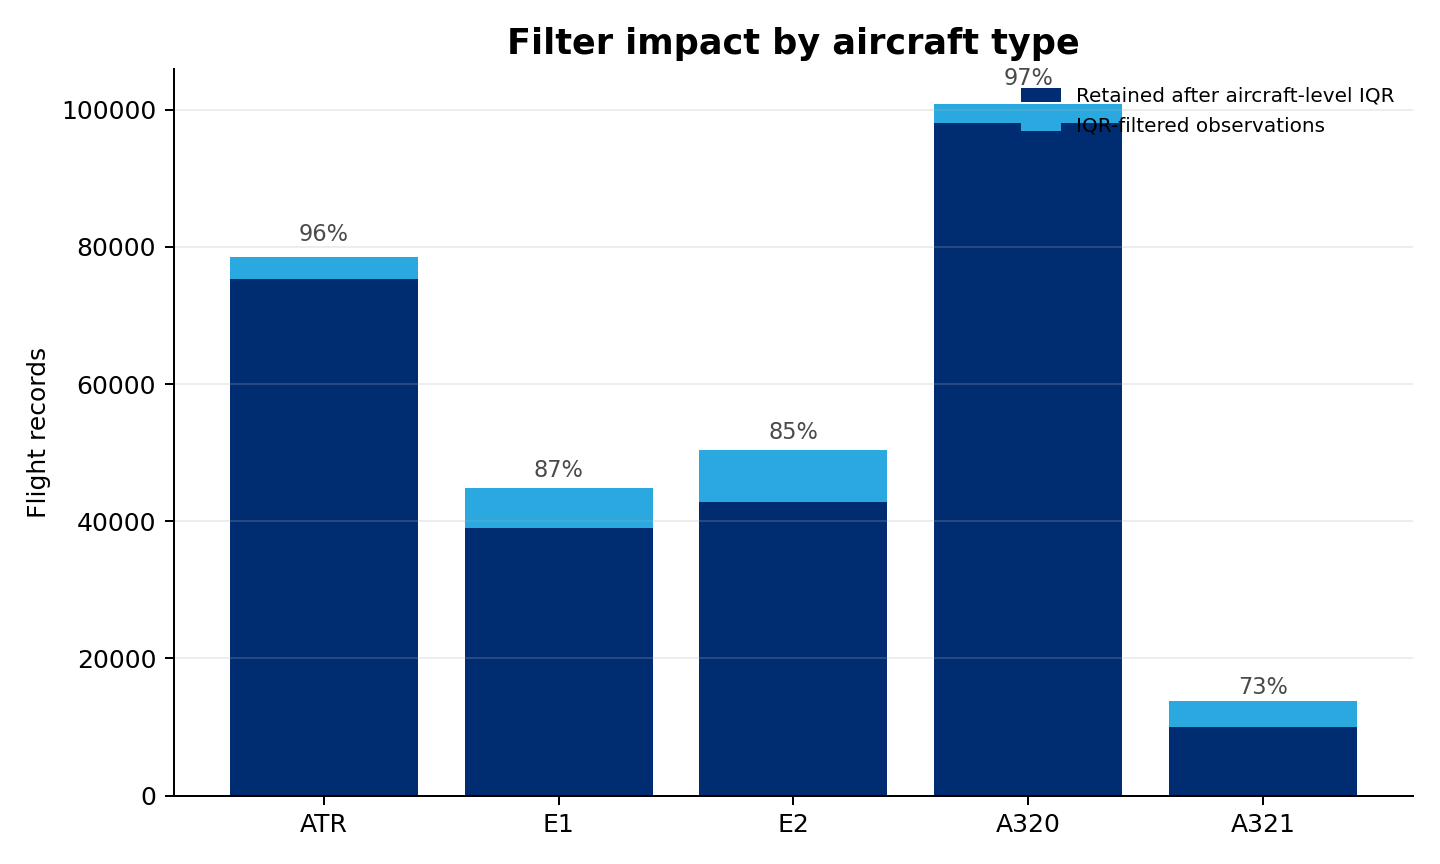 Filter impact by aircraft type
97%
Retained after aircraft-level IQR
IQR-filtered observations
100000
96%
80000
85%
87%
60000
Flight records
40000
20000
73%
0
ATR
E1
E2
A320
A321